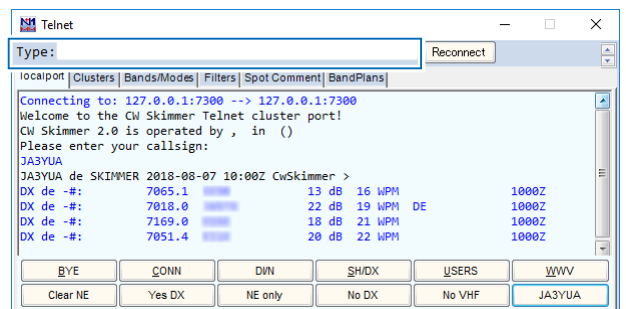 Telnet
Type:
Reconnect
localport Clusters Bands/Modes Filters Spot Comment BandPlans
Connecting to: 127.0.0.1:7300 --> 127.0.0.1:7300
Welcome to the CW Skimmer Telnet cluster port!
CW Skimmer 2.0 is operated by , in ()
Please enter your callsign:
JA3YUA
JA3YUA de SKIMMER 2018-08-07 10:00Z CwSkimmer >
DX de -#: 7065.1 13 dB 16 WPM 1000Z
DX de -#: 7018.0 22 dB 19 WPM DE 1000Z
DX de -#: 7169.0 18 dB 21 WPM 1000Z
DX de -#: 7051.4 20 dB 22 WPM 1000Z
BYE CONN DI/N SH/DX USERS WWV
Clear NE Yes DX NE only No DX No VHF JA3YUA